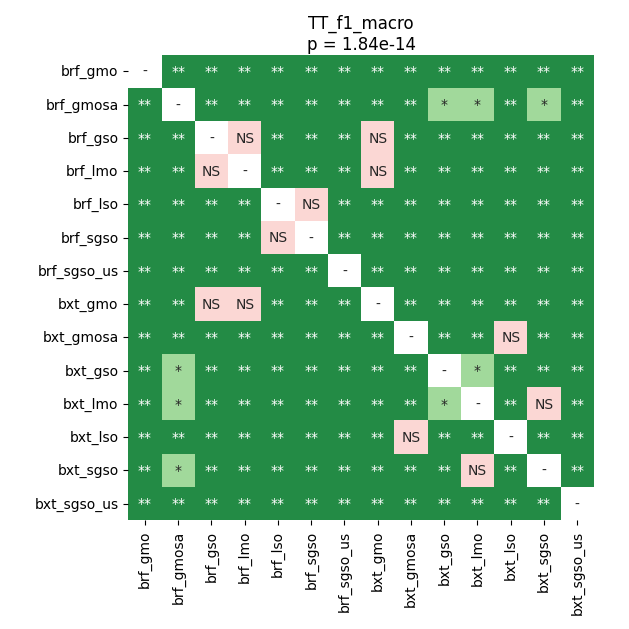 TT_f1_macro
p = 1.84e-14
brf_gmo - ** ** ** ** ** ** ** ** ** ** ** ** **
brf_gmosa ** - ** ** ** ** ** ** ** * * ** * **
brf_gso ** ** - NS ** ** ** NS ** ** ** ** ** **
brf_lmo ** ** NS - ** ** ** NS ** ** ** ** ** **
brf_lso ** ** ** ** - NS ** ** ** ** ** ** ** **
brf_sgso ** ** ** ** NS - ** ** ** ** ** ** ** **
brf_sgso_us ** ** ** ** ** ** - ** ** ** ** ** ** **
bxt_gmo ** ** NS NS ** ** ** - ** ** ** ** ** **
bxt_gmosa ** ** ** ** ** ** ** ** - ** ** NS ** **
bxt_gso ** * ** ** ** ** ** ** ** - * ** ** **
bxt_lmo ** * ** ** ** ** ** ** ** * - ** NS **
bxt_lso ** ** ** ** ** ** ** ** NS ** ** - ** **
bxt_sgso ** * ** ** ** ** ** ** ** ** NS ** - **
bxt_sgso_us ** ** ** ** ** ** ** ** ** ** ** ** ** -
brf_gmo brf_gmosa brf_gso brf_lmo brf_lso brf_sgso brf_sgso_us bxt_gmo bxt_gmosa bxt_gso bxt_lmo bxt_lso bxt_sgso bxt_sgso_us